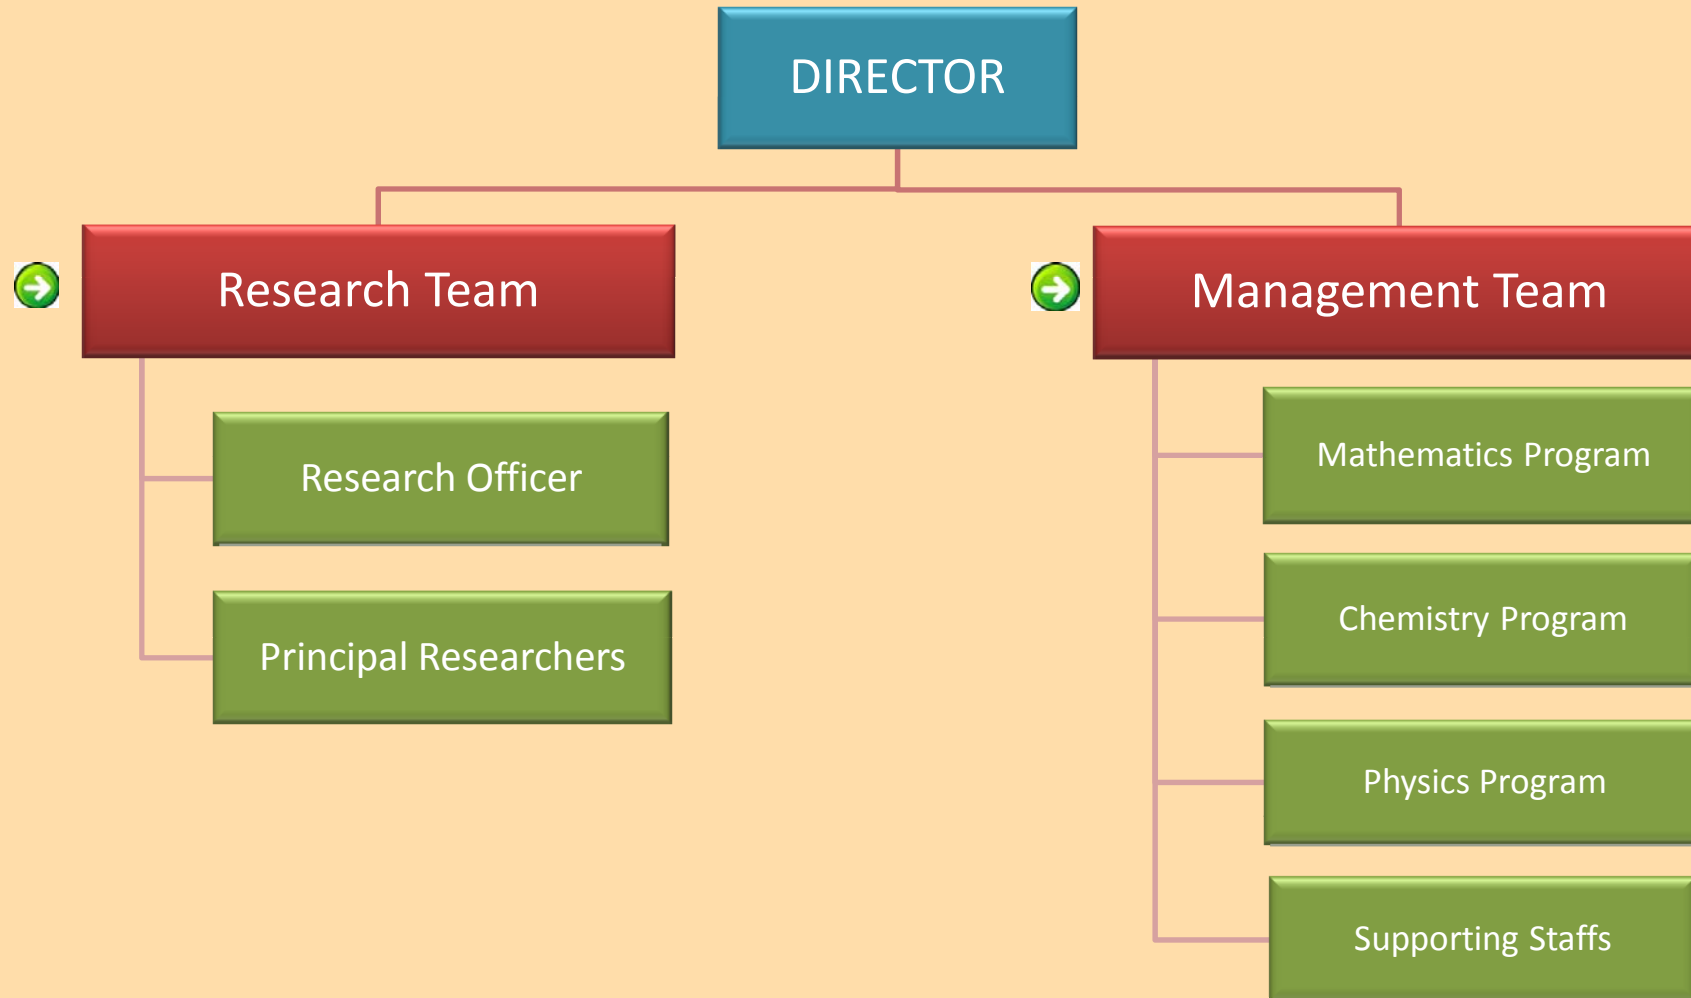 DIRECTOR
Research Team
Management Team
Research Officer
Principal Researchers
Mathematics Program
Chemistry Program
Physics Program
Supporting Staffs